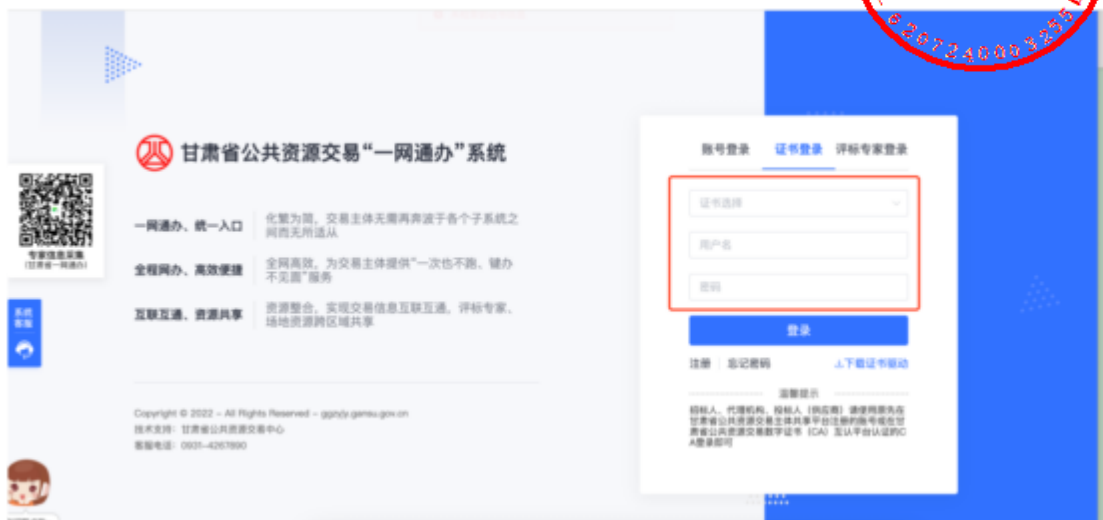 6207240003255
甘肃省公共资源交易“一网通办”系统
一网通办、统一入口
化繁为简，交易主体无需再奔波于各个子系统之
间而无所适从
全程网办、高效便捷
全网高效，为交易主体提供“一次也不跑、键办
不见面”服务
互联互通、资源共享
资源整合，实现交易信息互联互通，评标专家、
场地资源跨区域共享
Copyright © 2022 - All Rights Reserved - ggzyjy.gansu.gov.cn
技术支持：甘肃省公共资源交易中心
客服电话：0931-4267890
专家信息采集
(甘肃省一网通办)
系统
客服
账号登录 证书登录 评标专家登录
证书选择
用户名
密码
登录
注册 忘记密码 下载证书驱动
温馨提示
招标人、代理机构、投标人（供应商）请使用原先在
甘肃省公共资源交易主体共享平台注册的账号或在甘
肃省公共资源交易数字证书（CA）互认平台认证的C
A登录即可